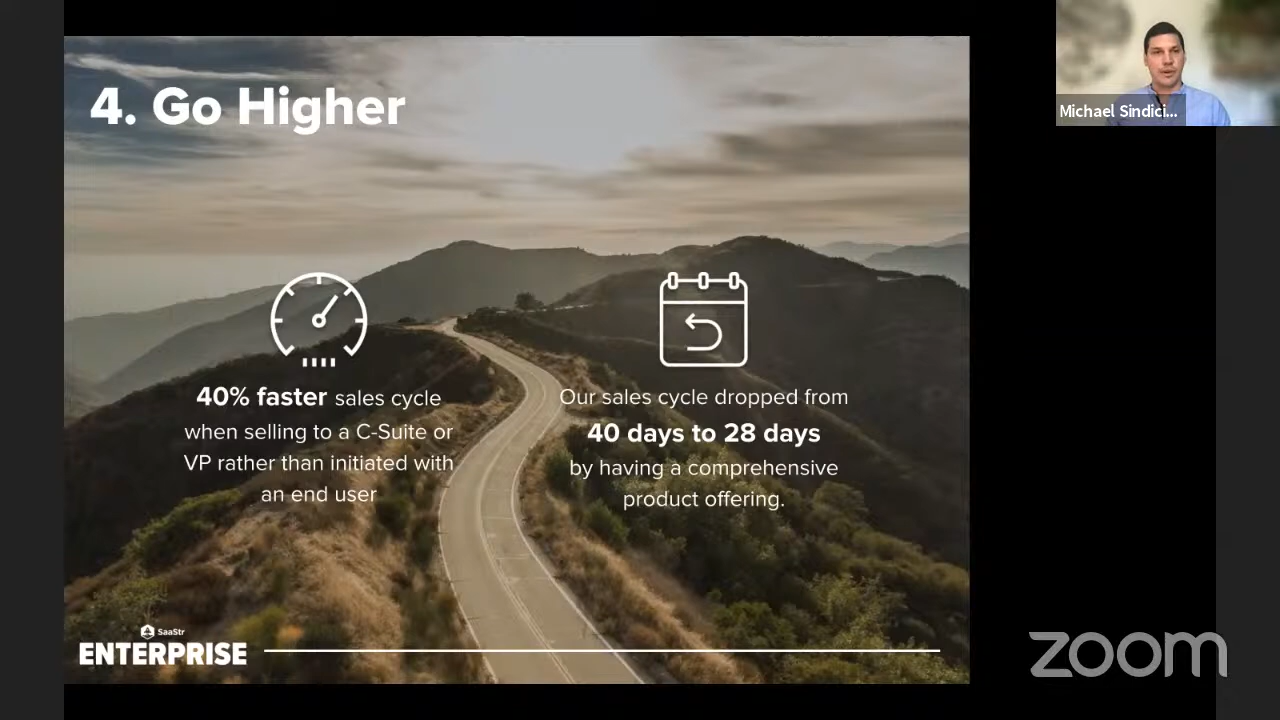 4. Go Higher
40% faster sales cycle
when selling to a C-Suite or
VP rather than initiated with
an end user
Our sales cycle dropped from
40 days to 28 days
by having a comprehensive
product offering.
SaaStr
ENTERPRISE
Michael Sindici...
zoom